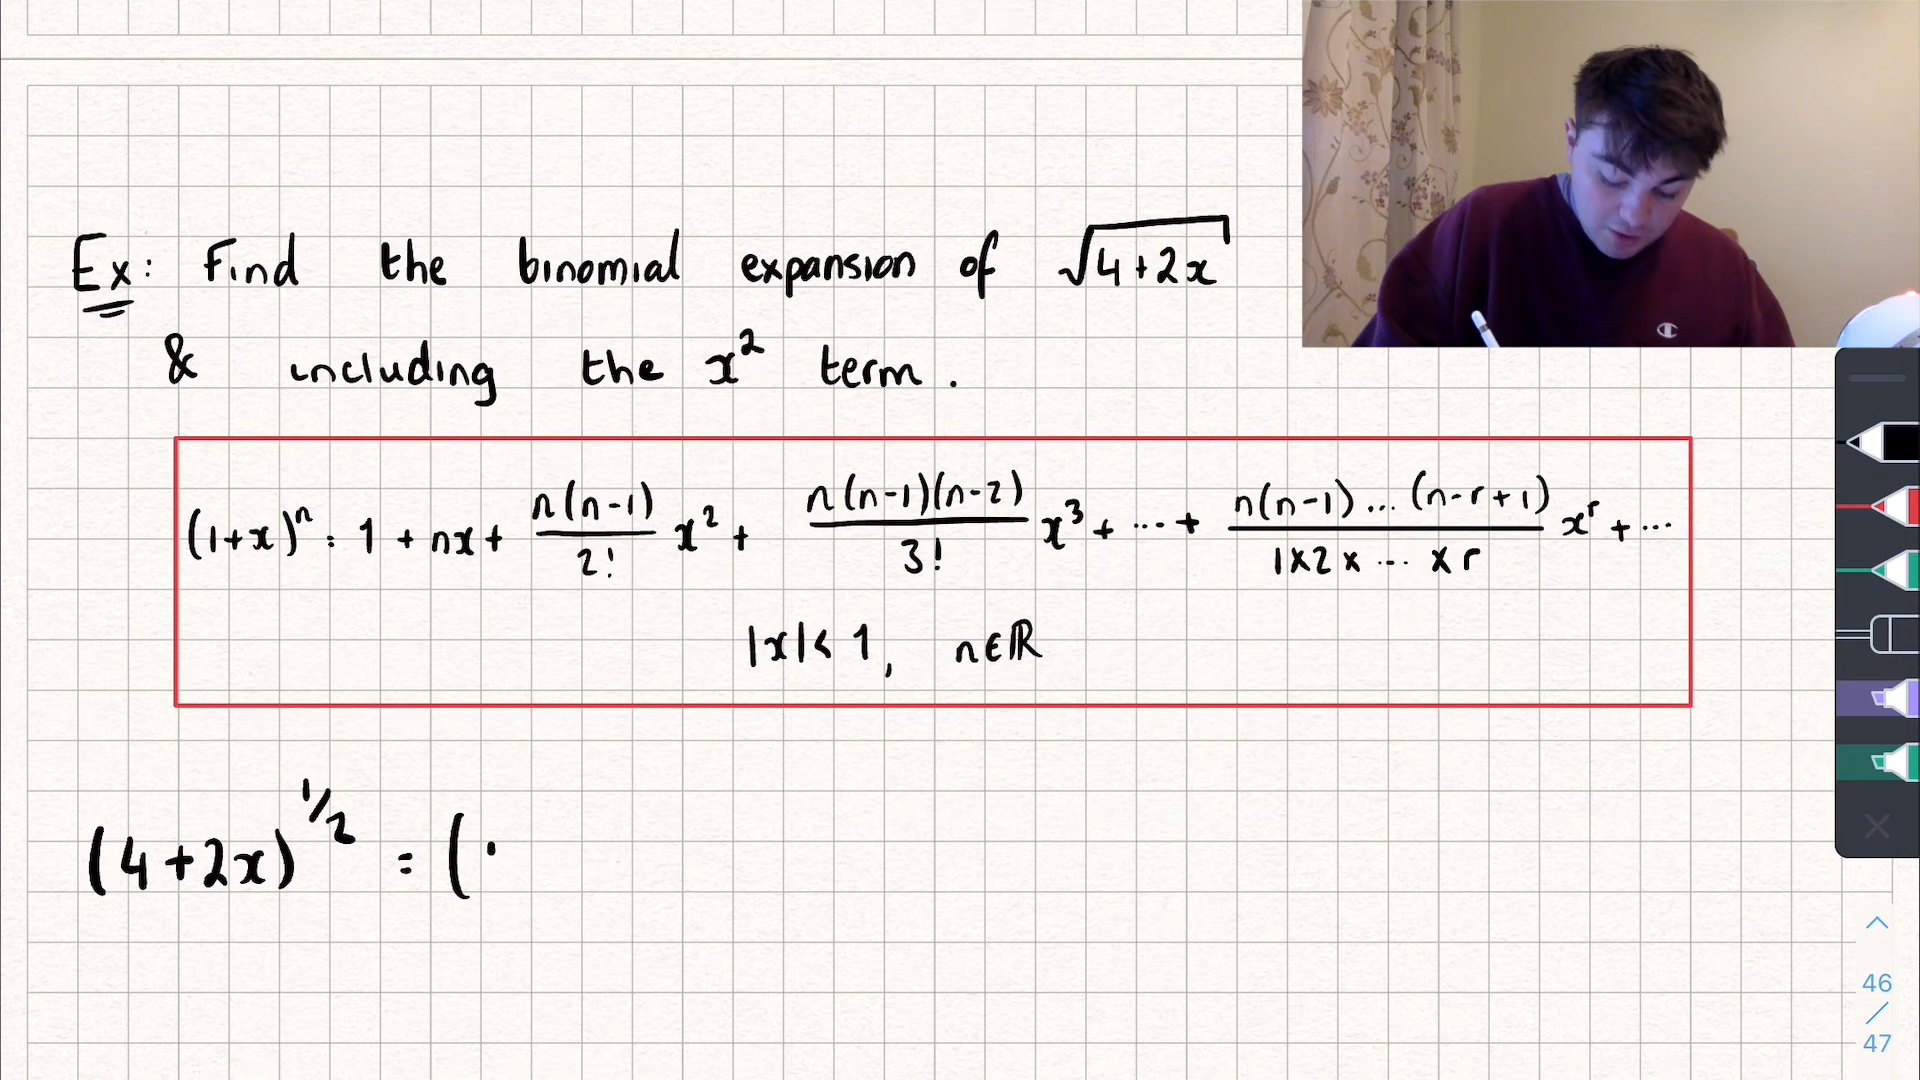 Ex: Find the binomial expansion of √4+2x
& including the x² term.
(1+x)ⁿ = 1 + nx + n(n-1)/2! x² + n(n-1)(n-2)/3! x³ + ... + n(n-1)...(n-r+1)/1×2×...×r xʳ + ...
|x|< 1, n∈ℝ
(4+2x)^1/2 = (
46
/
47